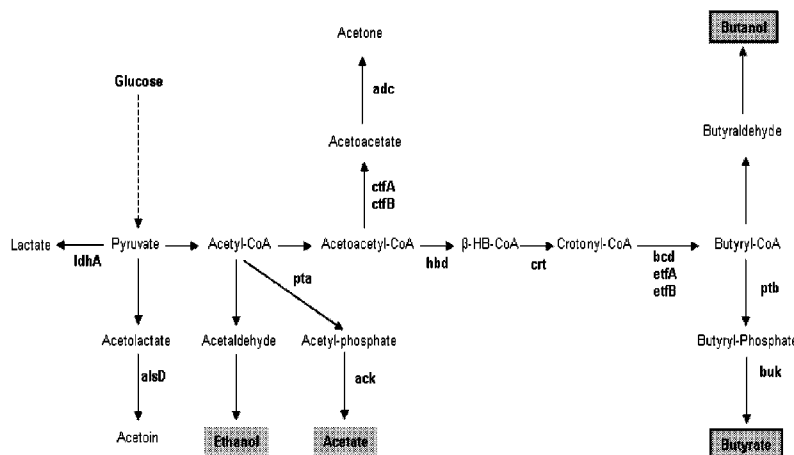 Acetone
Butanol
Glucose
adc
Acetoacetate
Butyraldehyde
ctfA
ctfB
Lactate
Pyruvate
Acetyl-CoA
Acetoacetyl-CoA
β-HB-CoA
Crotonyl-CoA
Butyryl-CoA
ldhA
hbd
crt
bcd
etfA
etfB
pta
ptb
Acetolactate
Acetaldehyde
Acetyl-phosphate
Butyryl-Phosphate
alsD
ack
buk
Acetoin
Ethanol
Acetate
Butyrate